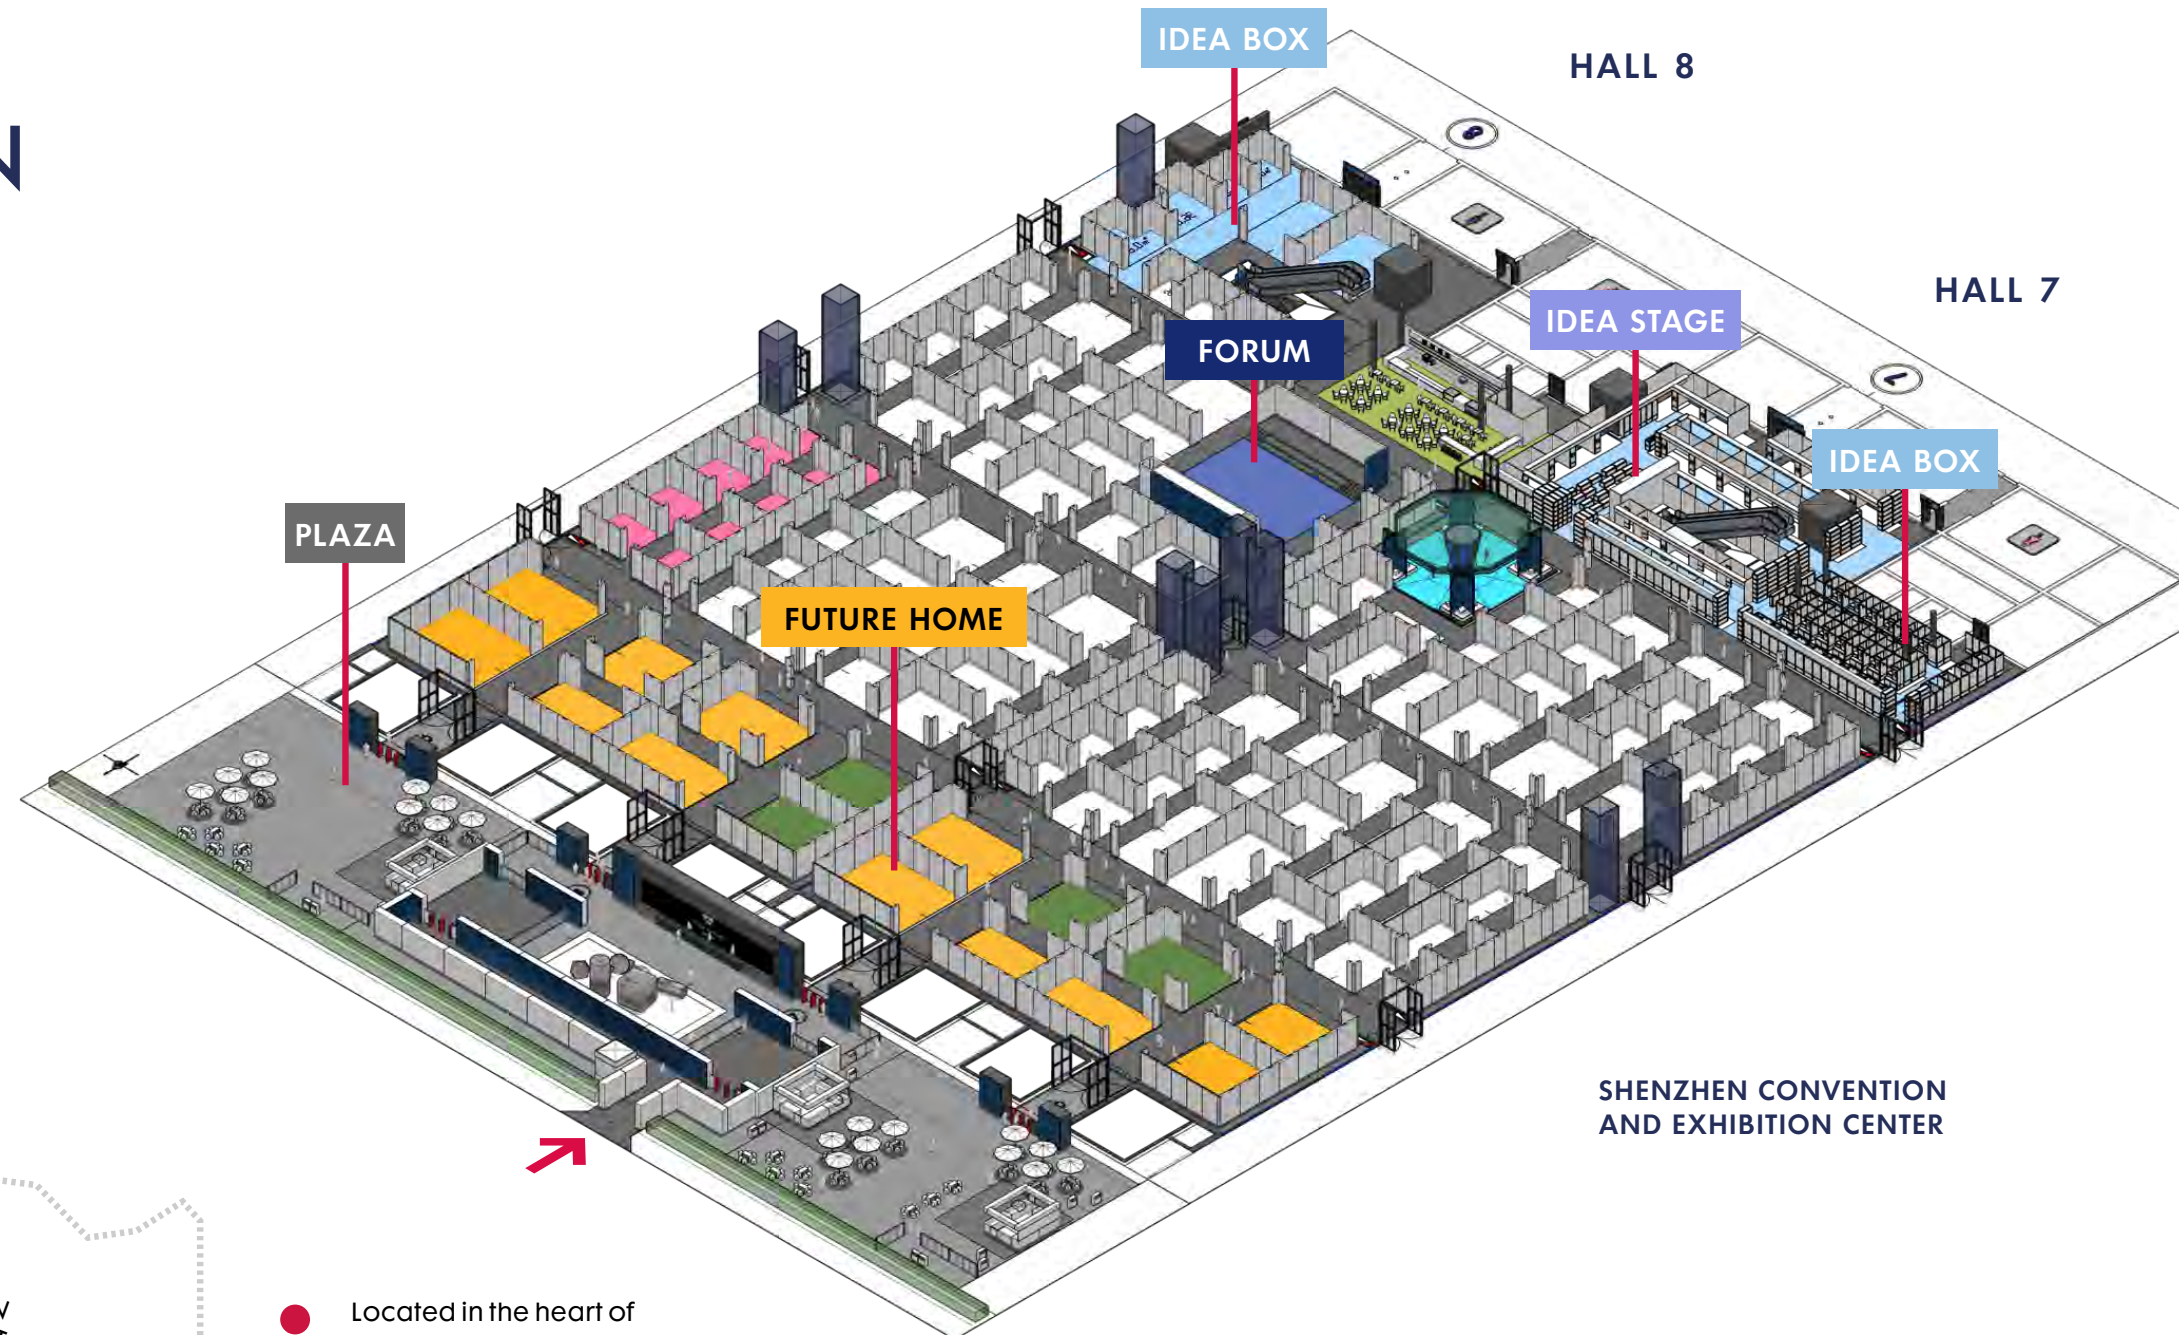 IDEA BOX
HALL 8
HALL 7
IDEA STAGE
FORUM
IDEA BOX
PLAZA
FUTURE HOME
SHENZHEN CONVENTION
AND EXHIBITION CENTER
Located in the heart of